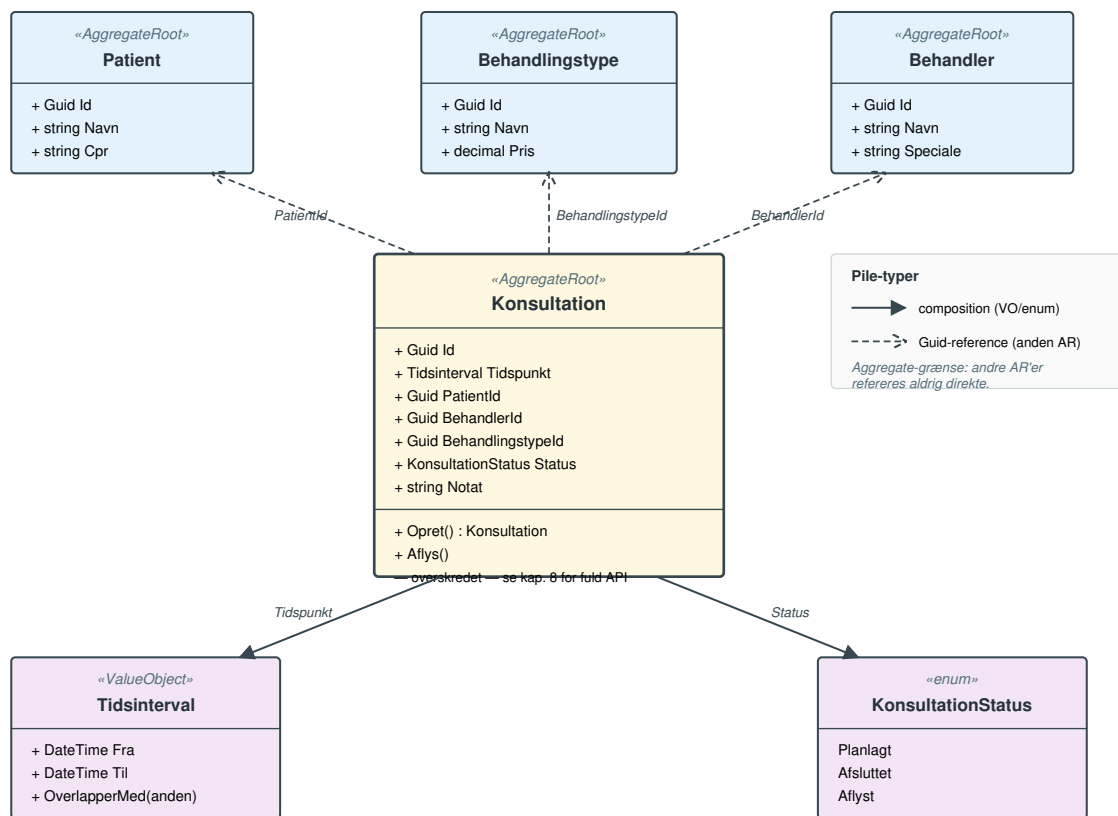 «AggregateRoot»
Patient
+ Guid Id
+ string Navn
+ string Cpr
«AggregateRoot»
Behandlingstype
+ Guid Id
+ string Navn
+ decimal Pris
«AggregateRoot»
Behandler
+ Guid Id
+ string Navn
+ string Speciale
PatientId
BehandlingstypeId
BehandlerId
«AggregateRoot»
Konsultation
+ Guid Id
+ Tidsinterval Tidspunkt
+ Guid PatientId
+ Guid BehandlerId
+ Guid BehandlingstypeId
+ KonsultationStatus Status
+ string Notat
+ Opret() : Konsultation
+ Aflys()
— overskredet — se kap. 8 for fuld API
Pile-typer
composition (VO/enum)
Guid-reference (anden AR)
Aggregate-grænse: andre AR'er
refereres aldrig direkte.
Tidspunkt
Status
«ValueObject»
Tidsinterval
+ DateTime Fra
+ DateTime Til
+ OverlapperMed(anden)
«enum»
KonsultationStatus
Planlagt
Afsluttet
Aflyst